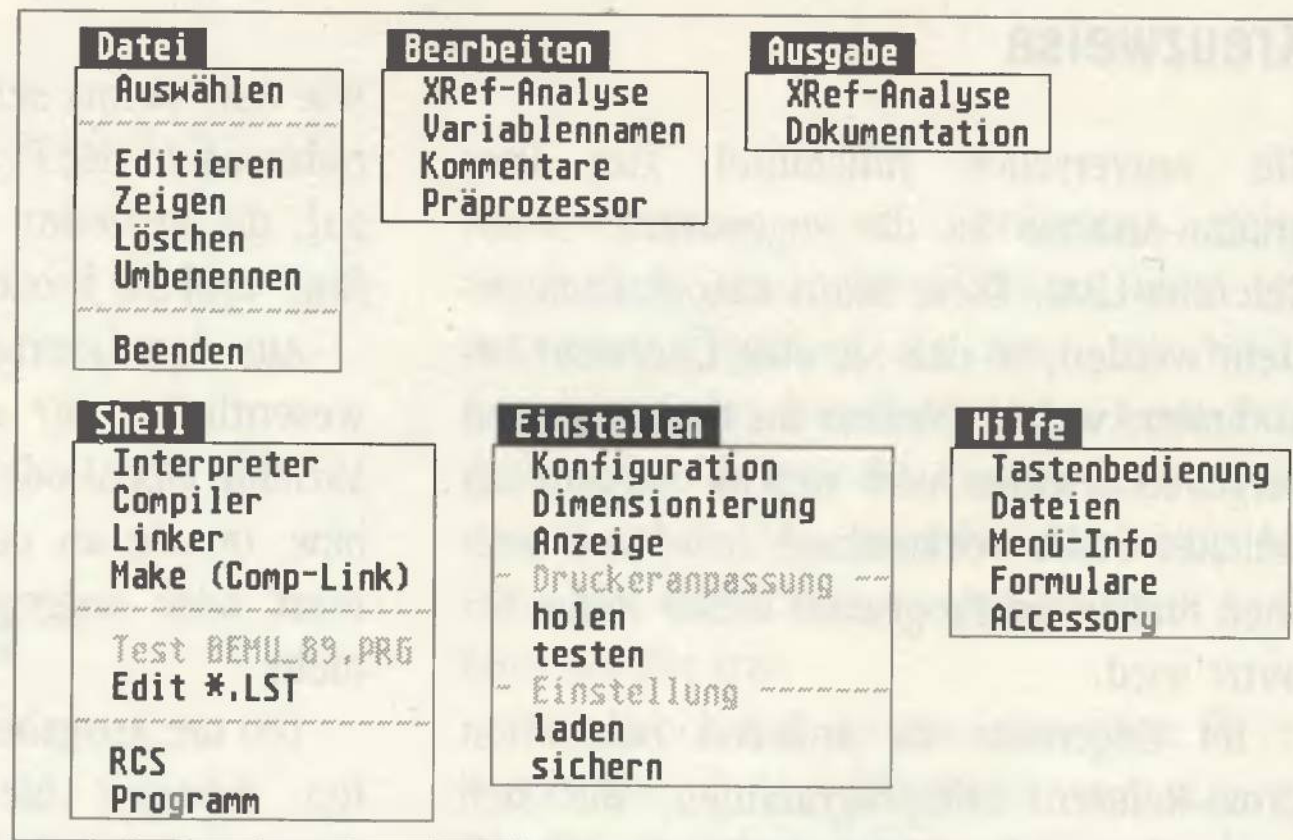 Datei
Auswählen
Editieren
Zeigen
Löschen
Umbenennen
Beenden
Bearbeiten
XRef-Analyse
Variablennamen
Kommentare
Präprozessor
Ausgabe
XRef-Analyse
Dokumentation
Shell
Interpreter
Compiler
Linker
Make (Comp-Link)
Test BEMU_89.PRG
Edit *.LST
RCS
Programm
Einstellen
Konfiguration
Dimensionierung
Anzeige
Druckeranpassung
holen
testen
Einstellung
laden
sichern
Hilfe
Tastenbedienung
Dateien
Menü-Info
Formulare
Accessory